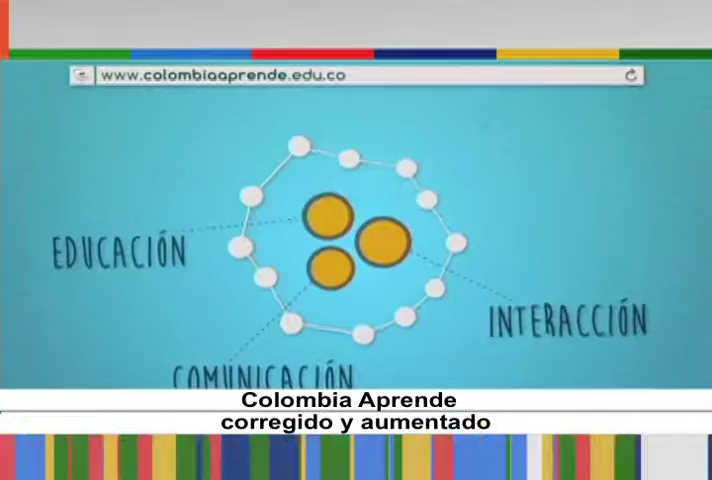 www.colombiaaprende.edu.co
EDUCACIÓN
INTERACCIÓN
COMUNICACIÓN
Colombia Aprende
corregido y aumentado